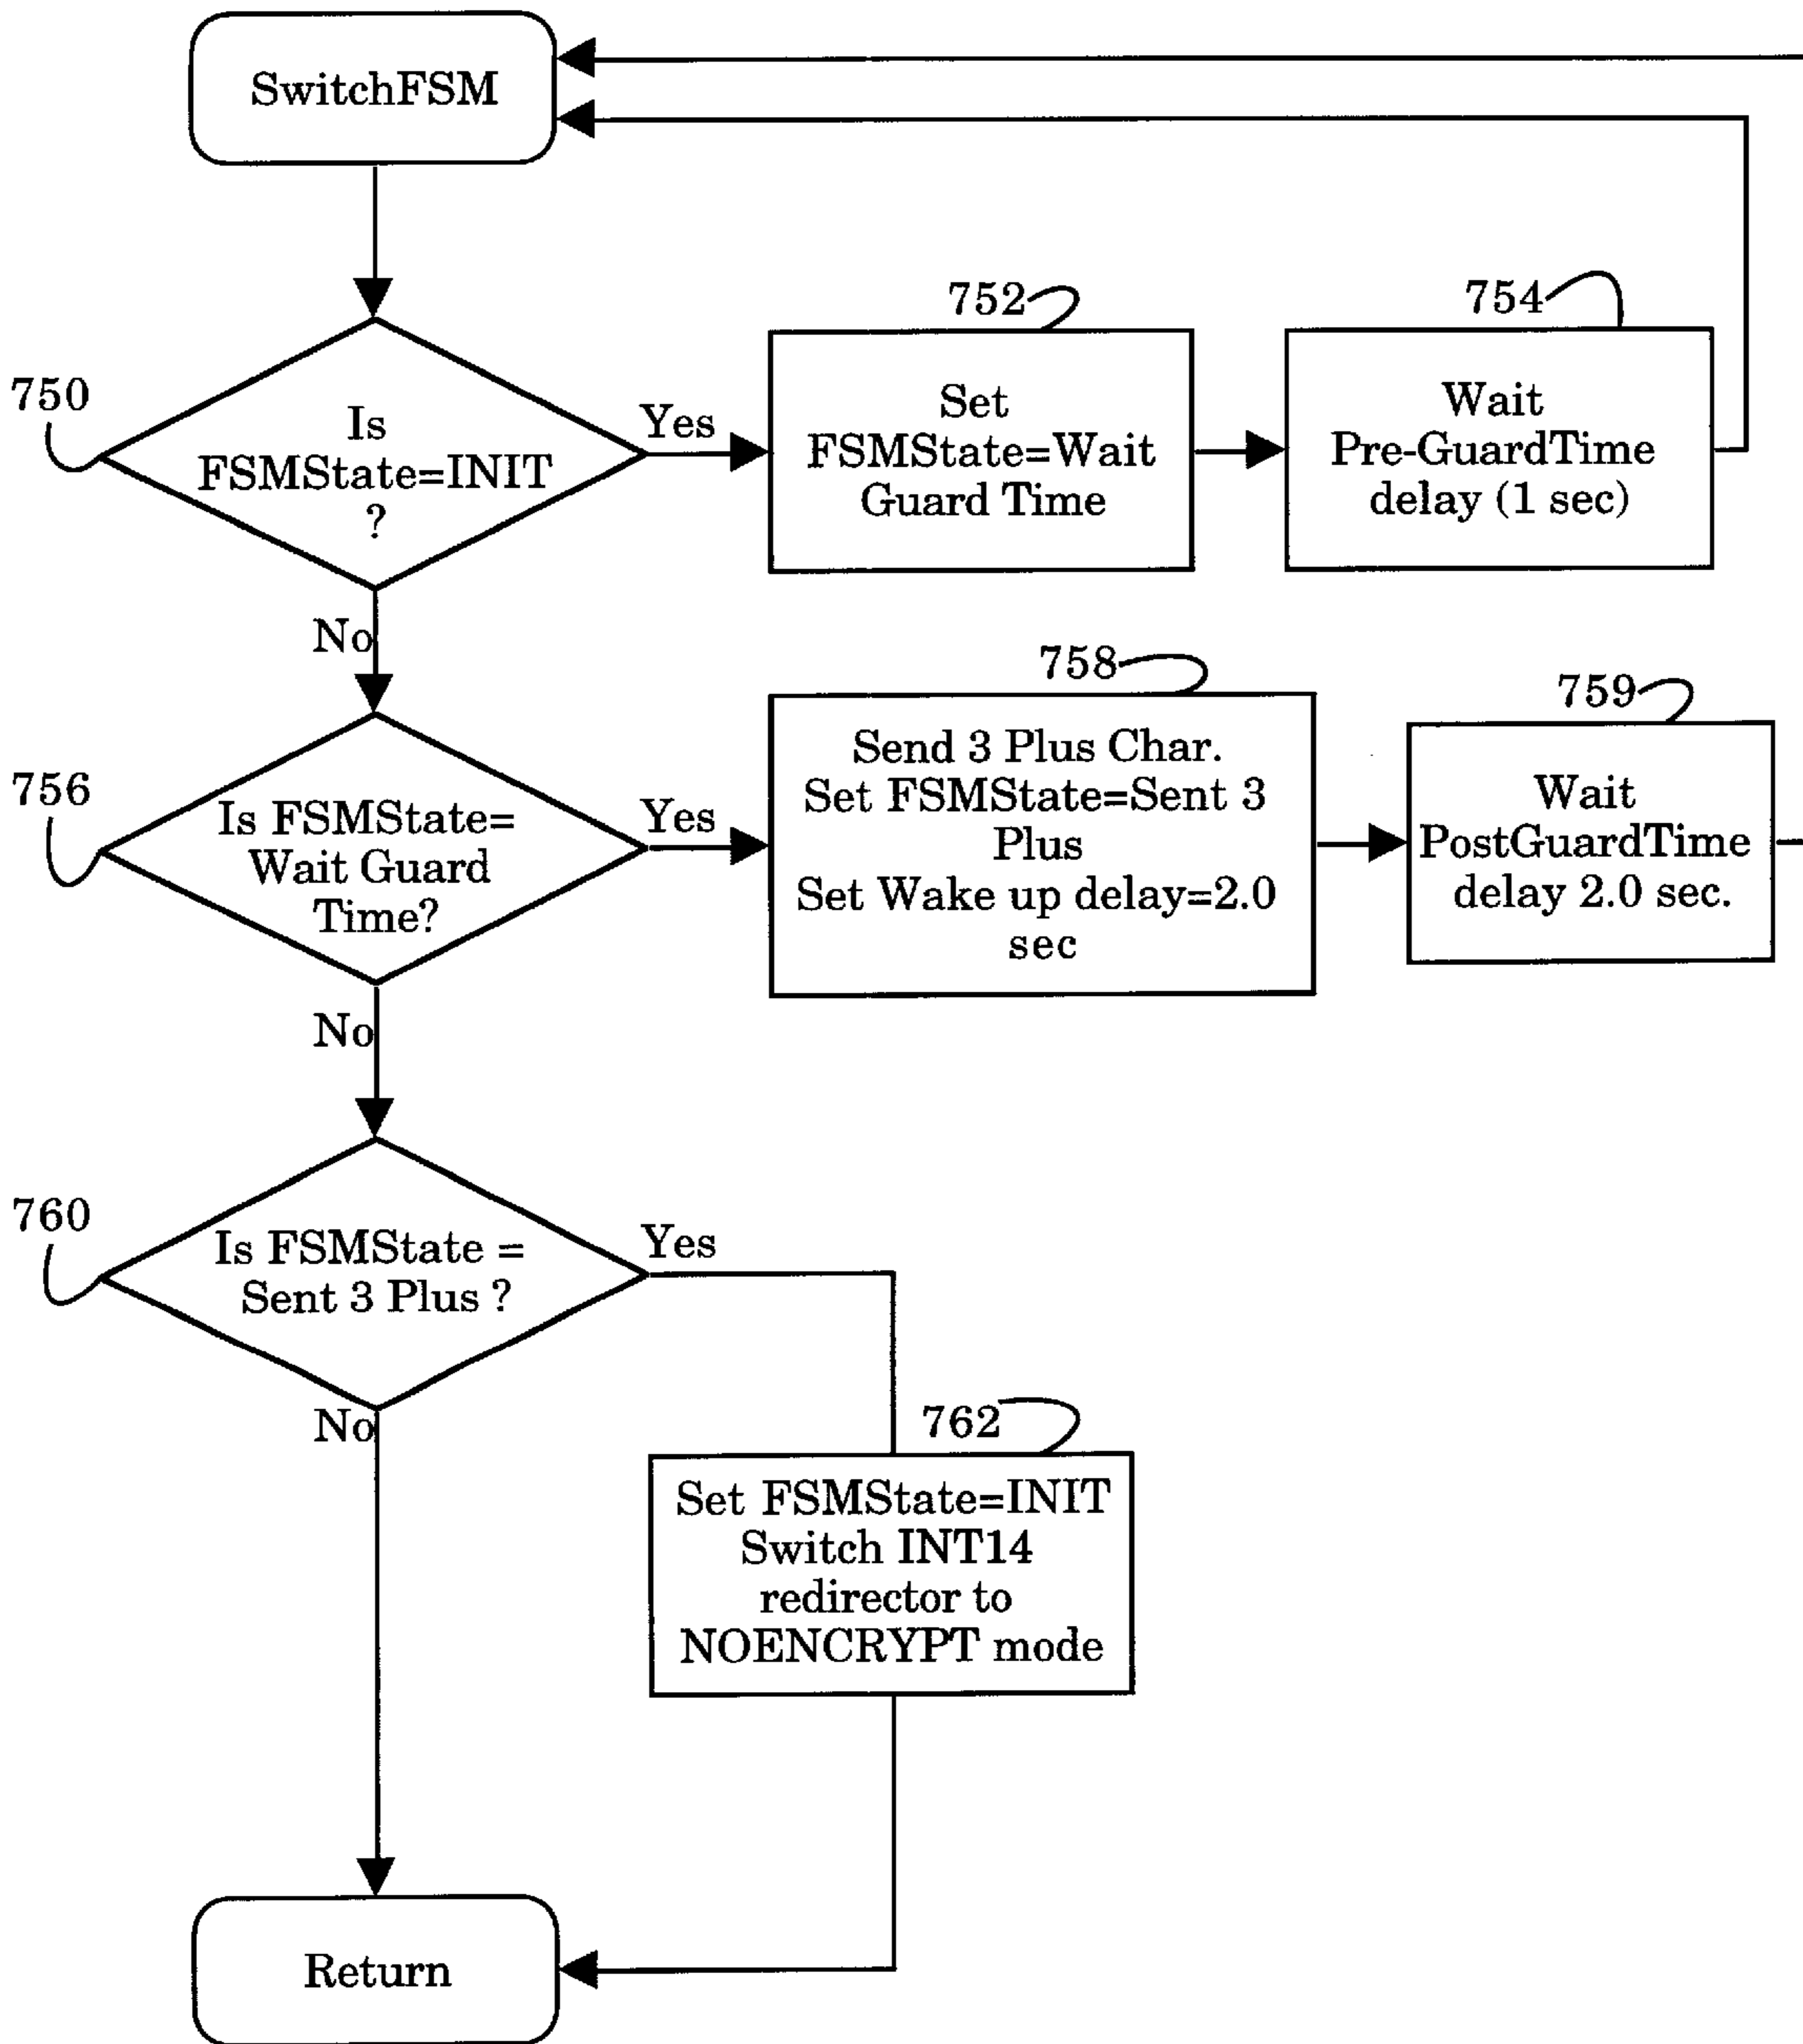 SwitchFSM
750
Is
FSMState=INIT
?
Yes
752
Set
FSMState=Wait
Guard Time
754
Wait
Pre-GuardTime
delay (1 sec)
No
756
Is FSMState=
Wait Guard
Time?
Yes
758
Send 3 Plus Char.
Set FSMState=Sent 3
Plus
Set Wake up delay=2.0
sec
759
Wait
PostGuardTime
delay 2.0 sec.
No
760
Is FSMState =
Sent 3 Plus ?
Yes
No
762
Set FSMState=INIT
Switch INT14
redirector to
NOENCRYPT mode
Return